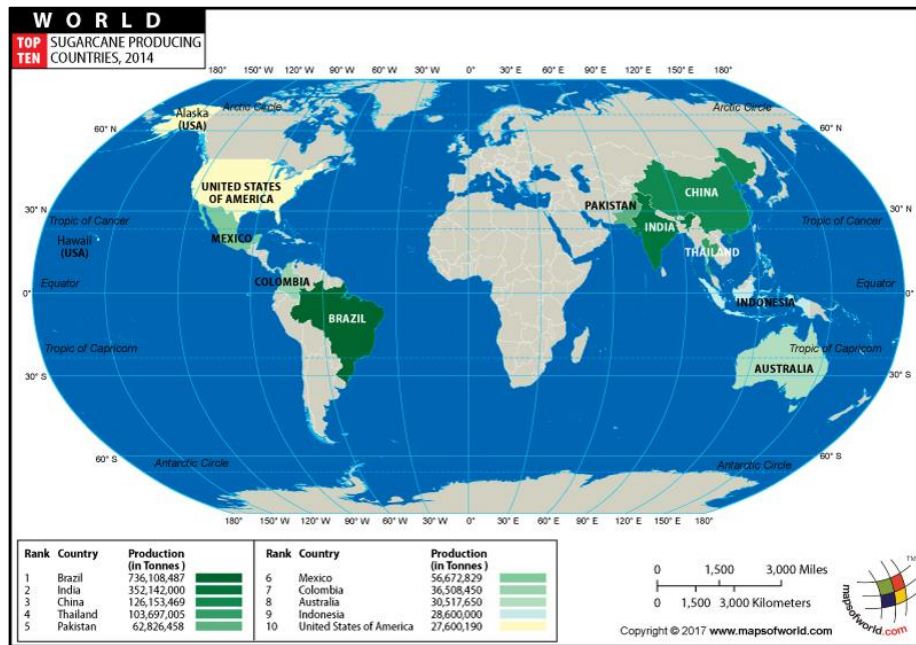 WORLD
TOP TEN
SUGARCANE PRODUCING
COUNTRIES, 2014
180° 150° W 120° W 90° W 60° W 30° W 0° 30° E 60° E 90° E 120° E 150° E 180°
Arctic Circle
Arctic Circle
Alaska
(USA)
60° N
60° N
UNITED STATES
OF AMERICA
CHINA
PAKISTAN
30° N
30° N
Tropic of Cancer
Tropic of Cancer
INDIA
MEXICO
Hawaii
(USA)
THAILAND
COLOMBIA
Equator
Equator
0°
0°
INDONESIA
BRAZIL
Tropic of Capricorn
Tropic of Capricorn
AUSTRALIA
30° S
30° S
60° S
60° S
Antarctic Circle
Antarctic Circle
180° 150° W 120° W 90° W 60° W 30° W 0° 30° E 60° E 90° E 120° E 150° E 180°
Rank Country Production
(in Tonnes)
1 Brazil 736,108,487
2 India 352,142,000
3 China 126,153,469
4 Thailand 103,697,005
5 Pakistan 62,826,458
Rank Country Production
(in Tonnes)
6 Mexico 56,672,829
7 Colombia 36,508,450
8 Australia 30,517,650
9 Indonesia 28,600,000
10 United States of America 27,600,190
0 1,500 3,000 Miles
0 1,500 3,000 Kilometers
Copyright © 2017 www.mapsofworld.com
TM
mapsofworld.com